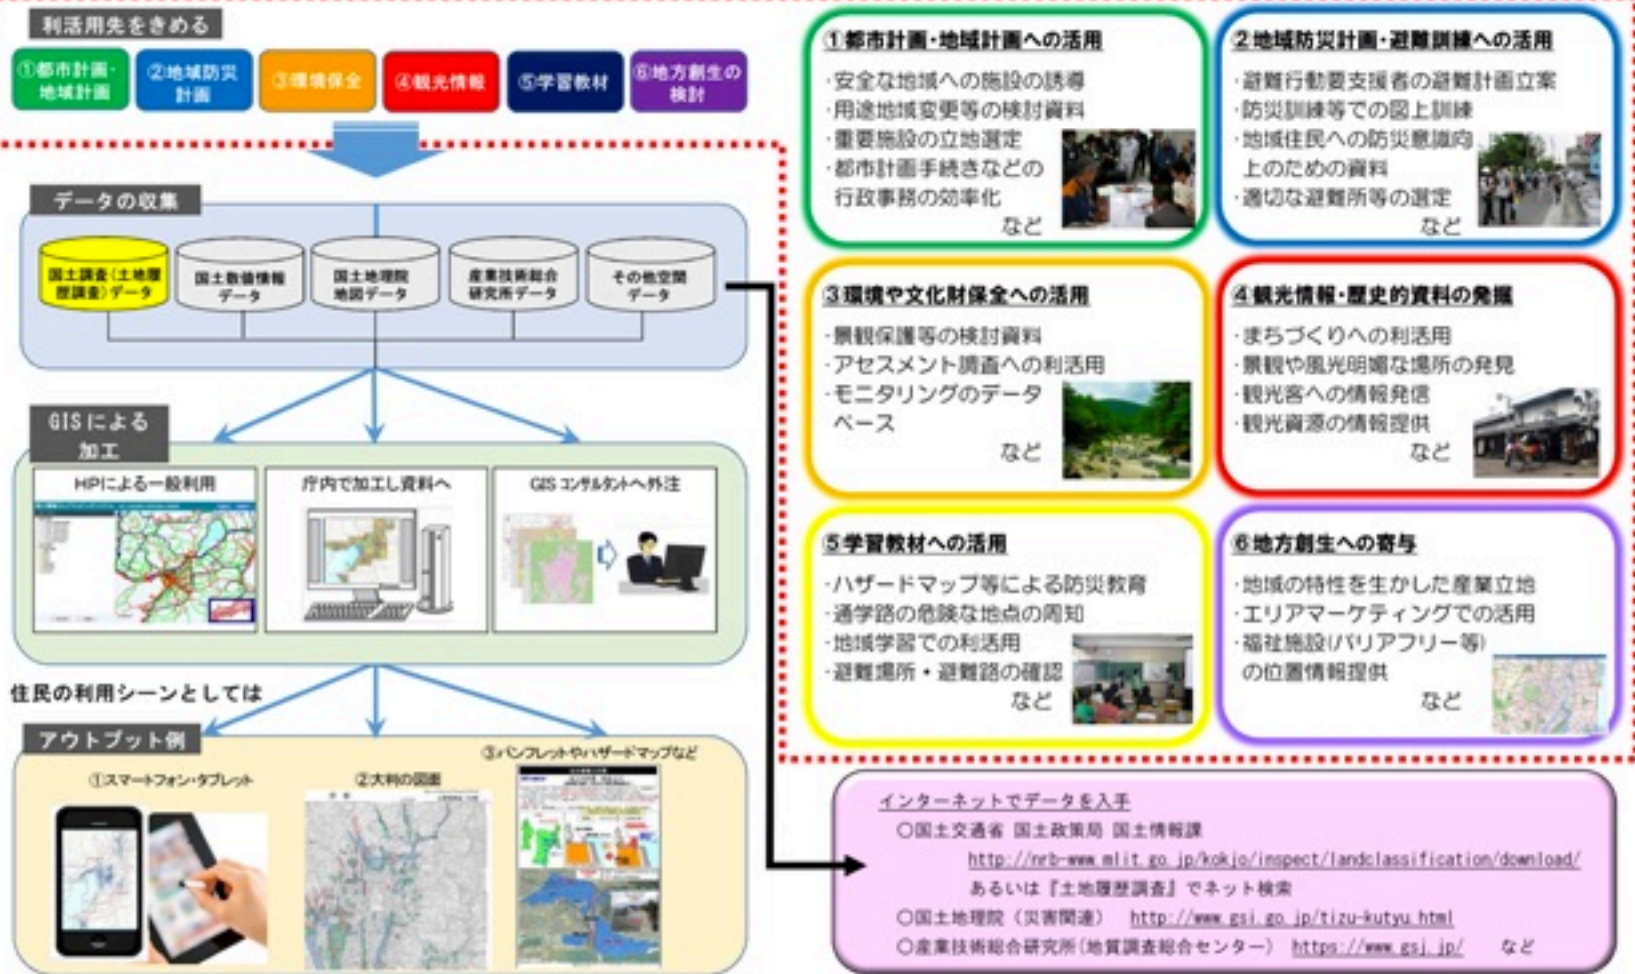 利活用先をきめる
①都市計画・
地域計画
②地域防災
計画
③環境保全
④観光情報
⑤学習教材
⑥地方創生の
検討
データの収集
国土調査(土地履
歴調査)データ
国土数値情報
データ
国土地理院
地図データ
産業技術総合
研究所データ
その他空間
データ
GISによる
加工
HPによる一般利用
庁内で加工し資料へ
GISコンサルタントへ外注
住民の利用シーンとしては
アウトプット例
①スマートフォン・タブレット
②大判の図面
③パンフレットやハザードマップなど
①都市計画・地域計画への活用
・安全な地域への施設の誘導
・用途地域変更等の検討資料
・重要施設の立地選定
・都市計画手続きなどの
行政事務の効率化
など
②地域防災計画・避難訓練への活用
・避難行動要支援者の避難計画立案
・防災訓練等での図上訓練
・地域住民への防災意識向
上のための資料
・適切な避難所等の選定
など
③環境や文化財保全への活用
・景観保護等の検討資料
・アセスメント調査への利活用
・モニタリングのデータ
ベース
など
④観光情報・歴史的資料の発掘
・まちづくりへの利活用
・景観や風光明媚な場所の発見
・観光客への情報発信
・観光資源の情報提供
など
⑤学習教材への活用
・ハザードマップ等による防災教育
・通学路の危険な地点の周知
・地域学習での利活用
・避難場所・避難路の確認
など
⑥地方創生への寄与
・地域の特性を生かした産業立地
・エリアマーケティングでの活用
・福祉施設(バリアフリー等)
の位置情報提供
など
インターネットでデータを入手
○国土交通省 国土政策局 国土情報課
http://nrb-www.mlit.go.jp/kokjo/inspect/landclassification/download/
あるいは『土地履歴調査』でネット検索
○国土地理院（災害関連） http://www.gsi.go.jp/tizu-kutyu.html
○産業技術総合研究所(地質調査総合センター) https://www.gsj.jp/ など